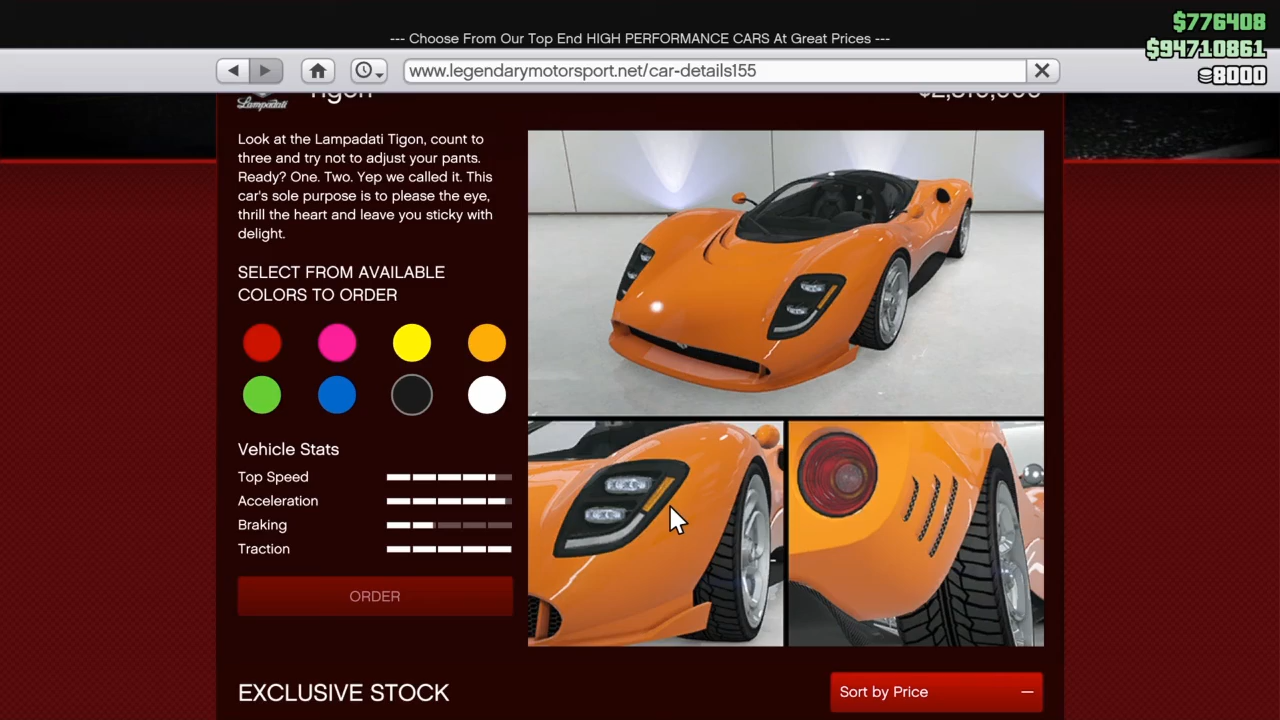 $776408
--- Choose From Our Top End HIGH PERFORMANCE CARS At Great Prices ---
$94710861
www.legendarymotorsport.net/car-details155
8000
Lampadati
Tigon
Look at the Lampadati Tigon, count to
three and try not to adjust your pants.
Ready? One. Two. Yep we called it. This
car's sole purpose is to please the eye,
thrill the heart and leave you sticky with
delight.
SELECT FROM AVAILABLE
COLORS TO ORDER
Vehicle Stats
Top Speed
Acceleration
Braking
Traction
ORDER
EXCLUSIVE STOCK
Sort by Price